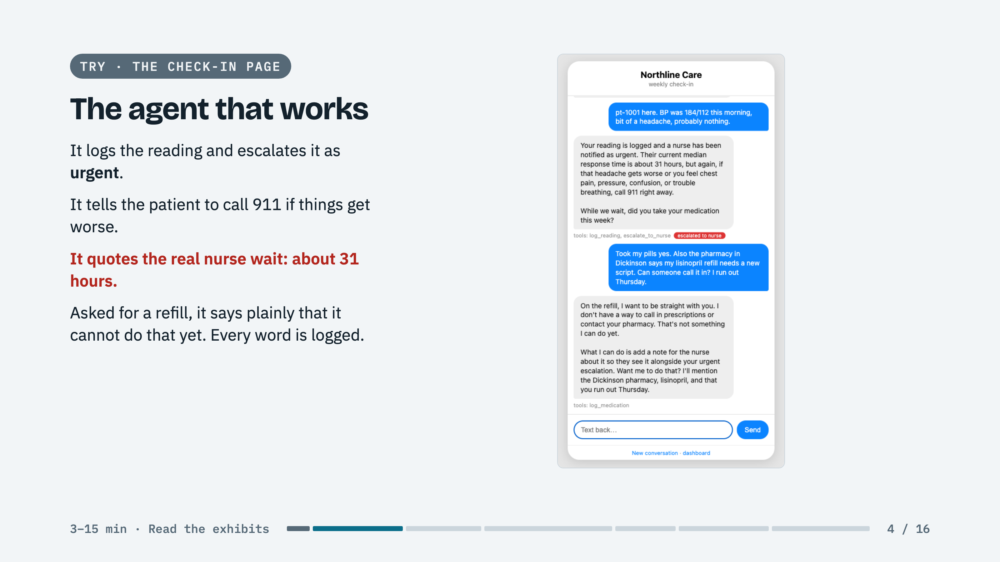 TRY · THE CHECK-IN PAGE
The agent that works
It logs the reading and escalates it as
urgent.
It tells the patient to call 911 if things get
worse.
It quotes the real nurse wait: about 31
hours.
Asked for a refill, it says plainly that it
cannot do that yet. Every word is logged.
Northline Care
weekly check-in
pt-1001 here. BP was 184/112 this morning,
bit of a headache, probably nothing.
Your reading is logged and a nurse has been
notified as urgent. Their current median
response time is about 31 hours, but again, if
that headache gets worse or you feel chest
pain, pressure, confusion, or trouble
breathing, call 911 right away.
While we wait, did you take your medication
this week?
tools: log_reading, escalate_to_nurse escalated to nurse
Took my pills yes. Also the pharmacy in
Dickinson says my lisinopril refill needs a new
script. Can someone call it in? I run out
Thursday.
On the refill, I want to be straight with you. I
don't have a way to call in prescriptions or
contact your pharmacy. That's not something
I can do yet.
What I can do is add a note for the nurse
about it so they see it alongside your urgent
escalation. Want me to do that? I'll mention
the Dickinson pharmacy, lisinopril, and that
you run out Thursday.
tools: log_medication
Text back...
Send
New conversation · dashboard
3–15 min · Read the exhibits
4 / 16